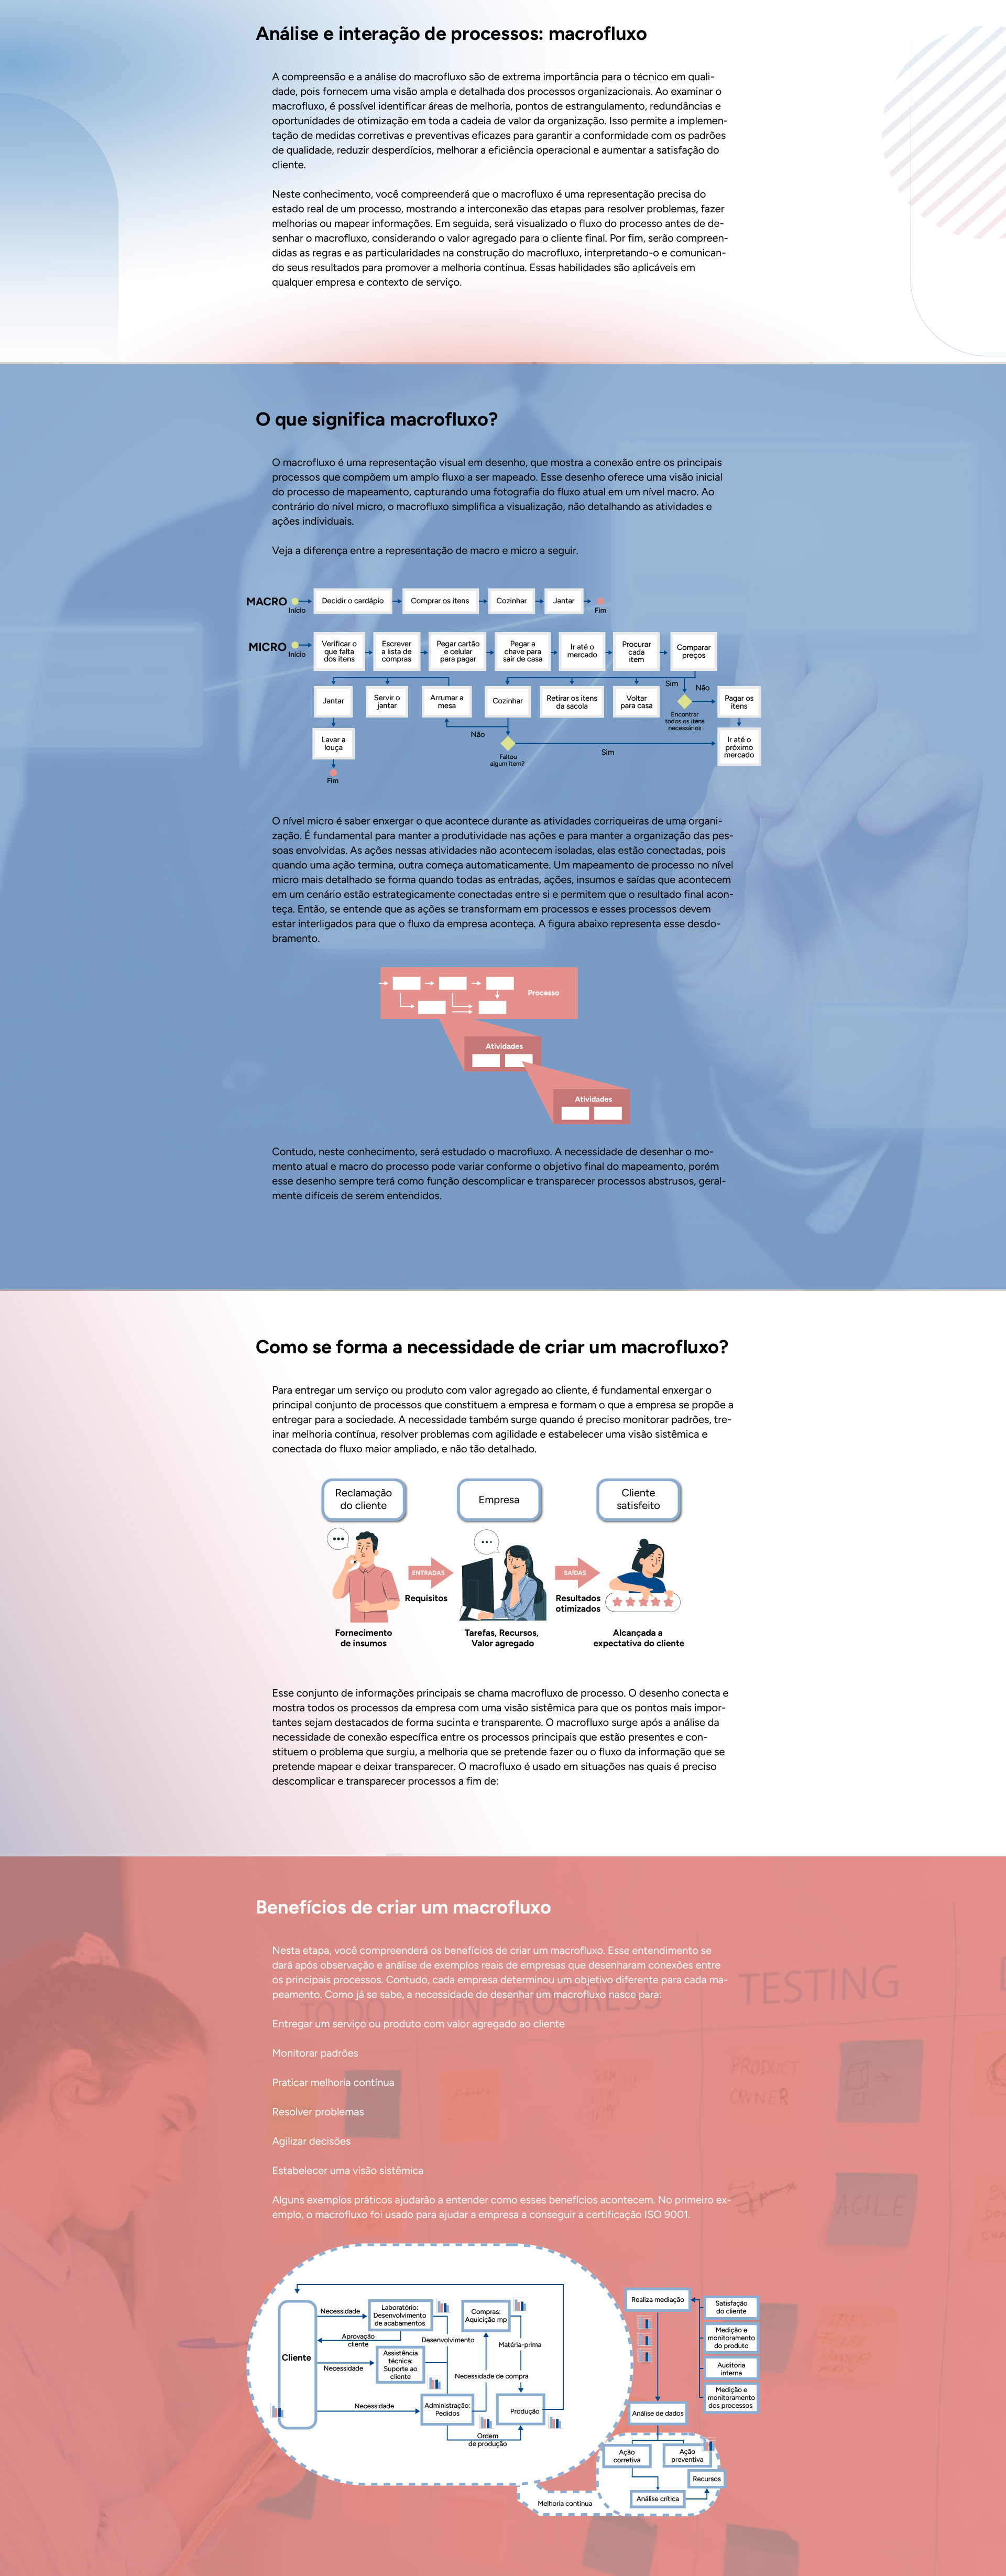 Análise e interação de processos: macrofluxo
A compreensão e a análise do macrofluxo são de extrema importância para o técnico em quali-
dade, pois fornecem uma visão ampla e detalhada dos processos organizacionais. Ao examinar o
macrofluxo, é possível identificar áreas de melhoria, pontos de estrangulamento, redundâncias e
oportunidades de otimização em toda a cadeia de valor da organização. Isso permite a implemen-
tação de medidas corretivas e preventivas eficazes para garantir a conformidade com os padrões
de qualidade, reduzir desperdícios, melhorar a eficiência operacional e aumentar a satisfação do
cliente.
Neste conhecimento, você compreenderá que o macrofluxo é uma representação precisa do
estado real de um processo, mostrando a interconexão das etapas para resolver problemas, fazer
melhorias ou mapear informações. Em seguida, será visualizado o fluxo do processo antes de de-
senhar o macrofluxo, considerando o valor agregado para o cliente final. Por fim, serão compreen-
didas as regras e as particularidades na construção do macrofluxo, interpretando-o e comunican-
do seus resultados para promover a melhoria contínua. Essas habilidades são aplicáveis em
qualquer empresa e contexto de serviço.
O que significa macrofluxo?
O macrofluxo é uma representação visual em desenho, que mostra a conexão entre os principais
processos que compõem um amplo fluxo a ser mapeado. Esse desenho oferece uma visão inicial
do processo de mapeamento, capturando uma fotografia do fluxo atual em um nível macro. Ao
contrário do nível micro, o macrofluxo simplifica a visualização, não detalhando as atividades e
ações individuais.
Veja a diferença entre a representação de macro e micro a seguir.
MACRO
Início
Decidir o cardápio
Comprar os itens
Cozinhar
Jantar
Fim
MICRO
Início
Verificar o
que falta
dos itens
Escrever
a lista de
compras
Pegar cartão
e celular
para pagar
Pegar a
chave para
sair de casa
Ir até o
mercado
Procurar
cada
item
Comparar
preços
Sim
Não
Jantar
Servir o
jantar
Arrumar a
mesa
Cozinhar
Retirar os itens
da sacola
Voltar
para casa
Encontrar
todos os itens
necessários
Pagar os
itens
Lavar a
louça
Não
Faltou
algum item?
Sim
Ir até o
próximo
mercado
Fim
O nível micro é saber enxergar o que acontece durante as atividades corriqueiras de uma organi-
zação. É fundamental para manter a produtividade nas ações e para manter a organização das pes-
soas envolvidas. As ações nessas atividades não acontecem isoladas, elas estão conectadas, pois
quando uma ação termina, outra começa automaticamente. Um mapeamento de processo no nível
micro mais detalhado se forma quando todas as entradas, ações, insumos e saídas que acontecem
em um cenário estão estrategicamente conectadas entre si e permitem que o resultado final acon-
teça. Então, se entende que as ações se transformam em processos e esses processos devem
estar interligados para que o fluxo da empresa aconteça. A figura abaixo representa esse desdo-
bramento.
Processo
Atividades
Atividades
Contudo, neste conhecimento, será estudado o macrofluxo. A necessidade de desenhar o mo-
mento atual e macro do processo pode variar conforme o objetivo final do mapeamento, porém
esse desenho sempre terá como função descomplicar e transparecer processos abstrusos, geral-
mente difíceis de serem entendidos.
Como se forma a necessidade de criar um macrofluxo?
Para entregar um serviço ou produto com valor agregado ao cliente, é fundamental enxergar o
principal conjunto de processos que constituem a empresa e formam o que a empresa se propõe a
entregar para a sociedade. A necessidade também surge quando é preciso monitorar padrões, tre-
inar melhoria contínua, resolver problemas com agilidade e estabelecer uma visão sistêmica e
conectada do fluxo maior ampliado, e não tão detalhado.
Reclamação
do cliente
Empresa
Cliente
satisfeito
ENTRADAS
SAÍDAS
Requisitos
Resultados
otimizados
Fornecimento
de insumos
Tarefas, Recursos,
Valor agregado
Alcançada a
expectativa do cliente
Esse conjunto de informações principais se chama macrofluxo de processo. O desenho conecta e
mostra todos os processos da empresa com uma visão sistêmica para que os pontos mais impor-
tantes sejam destacados de forma sucinta e transparente. O macrofluxo surge após a análise da
necessidade de conexão específica entre os processos principais que estão presentes e con-
stituem o problema que surgiu, a melhoria que se pretende fazer ou o fluxo da informação que se
pretende mapear e deixar transparecer. O macrofluxo é usado em situações nas quais é preciso
descomplicar e transparecer processos a fim de:
Benefícios de criar um macrofluxo
Nesta etapa, você compreenderá os benefícios de criar um macrofluxo. Esse entendimento se
dará após observação e análise de exemplos reais de empresas que desenharam conexões entre
os principais processos. Contudo, cada empresa determinou um objetivo diferente para cada ma-
peamento. Como já se sabe, a necessidade de desenhar um macrofluxo nasce para:
PROGRESS
TESTING
Entregar um serviço ou produto com valor agregado ao cliente
Monitorar padrões
PRODUCT
OWNER
Praticar melhoria contínua
Resolver problemas
Agilizar decisões
Estabelecer uma visão sistêmica
AGILE
Alguns exemplos práticos ajudarão a entender como esses benefícios acontecem. No primeiro ex-
emplo, o macrofluxo foi usado para ajudar a empresa a conseguir a certificação ISO 9001.
Cliente
Necessidade
Laboratório:
Desenvolvimento
de acabamentos
Compras:
Aquicição mp
Aprovação
cliente
Desenvolvimento
Matéria-prima
Necessidade
Assistência
técnica:
Suporte ao
cliente
Necessidade de compra
Necessidade
Administração:
Pedidos
Produção
Ordem
de produção
Realiza mediação
Satisfação
do cliente
Medição e
monitoramento
do produto
Auditoria
interna
Medição e
monitoramento
dos processos
Análise de dados
Ação
corretiva
Ação
preventiva
Recursos
Análise crítica
Melhoria contínua